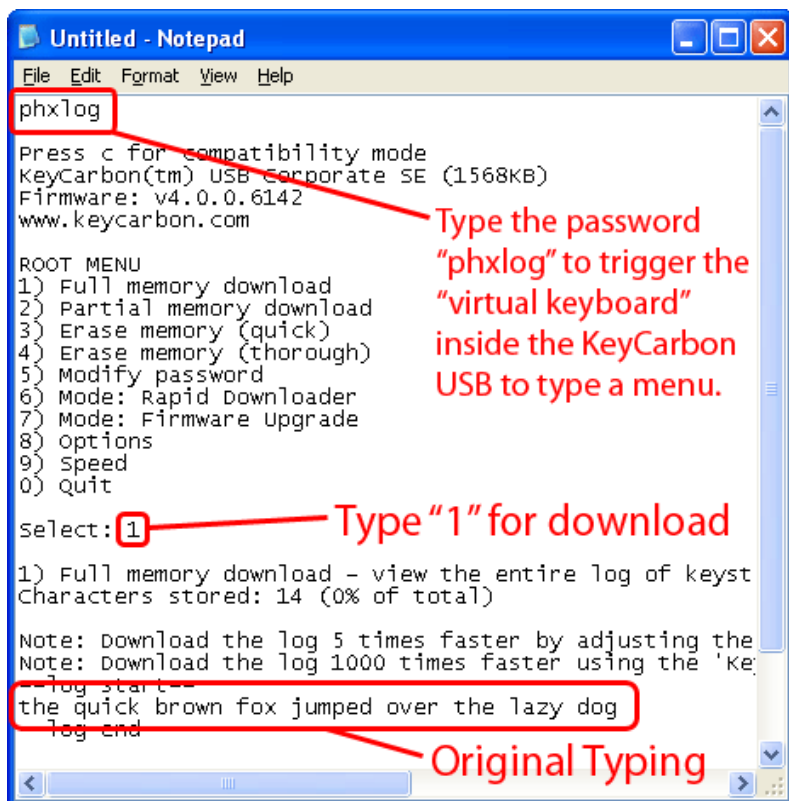 Untitled - Notepad
File Edit Format View Help
phxlog
Press c for compatibility mode
KeyCarbon(tm) USB Corporate SE (1568KB)
Firmware: v4.0.0.6142
www.keycarbon.com
Type the password
"phxlog" to trigger the
"virtual keyboard"
inside the KeyCarbon
USB to type a menu.
ROOT MENU
1) Full memory download
2) Partial memory download
3) Erase memory (quick)
4) Erase memory (thorough)
5) Modify password
6) Mode: Rapid Downloader
7) Mode: Firmware Upgrade
8) Options
9) Speed
0) Quit
Select: 1
Type "1" for download
1) Full memory download – view the entire log of keyst
Characters stored: 14 (0% of total)
Note: Download the log 5 times faster by adjusting the
Note: Download the log 1000 times faster using the 'Key
--log start--
the quick brown fox jumped over the lazy dog
log end
Original Typing